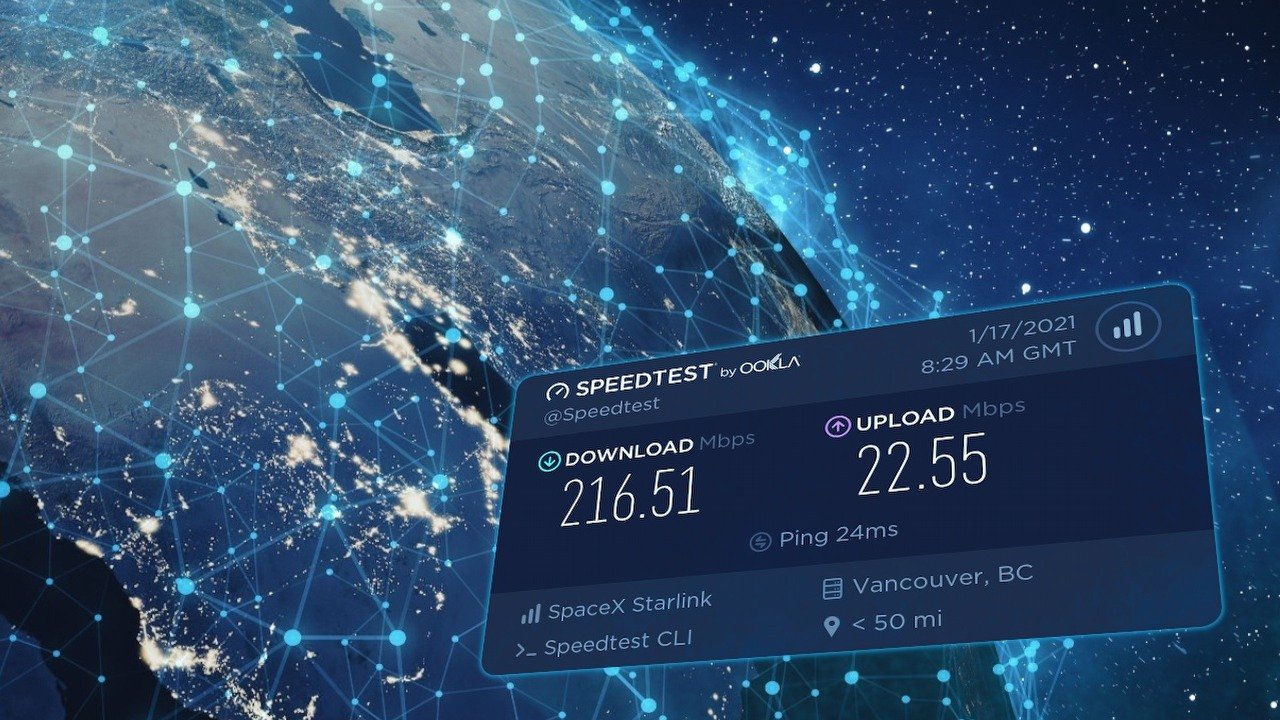 SPEEDTEST by OOKLA
@Speedtest
1/17/2021
8:29 AM GMT
DOWNLOAD Mbps
216.51
UPLOAD Mbps
22.55
Ping 24ms
SpaceX Starlink
Speedtest CLI
Vancouver, BC
< 50 mi